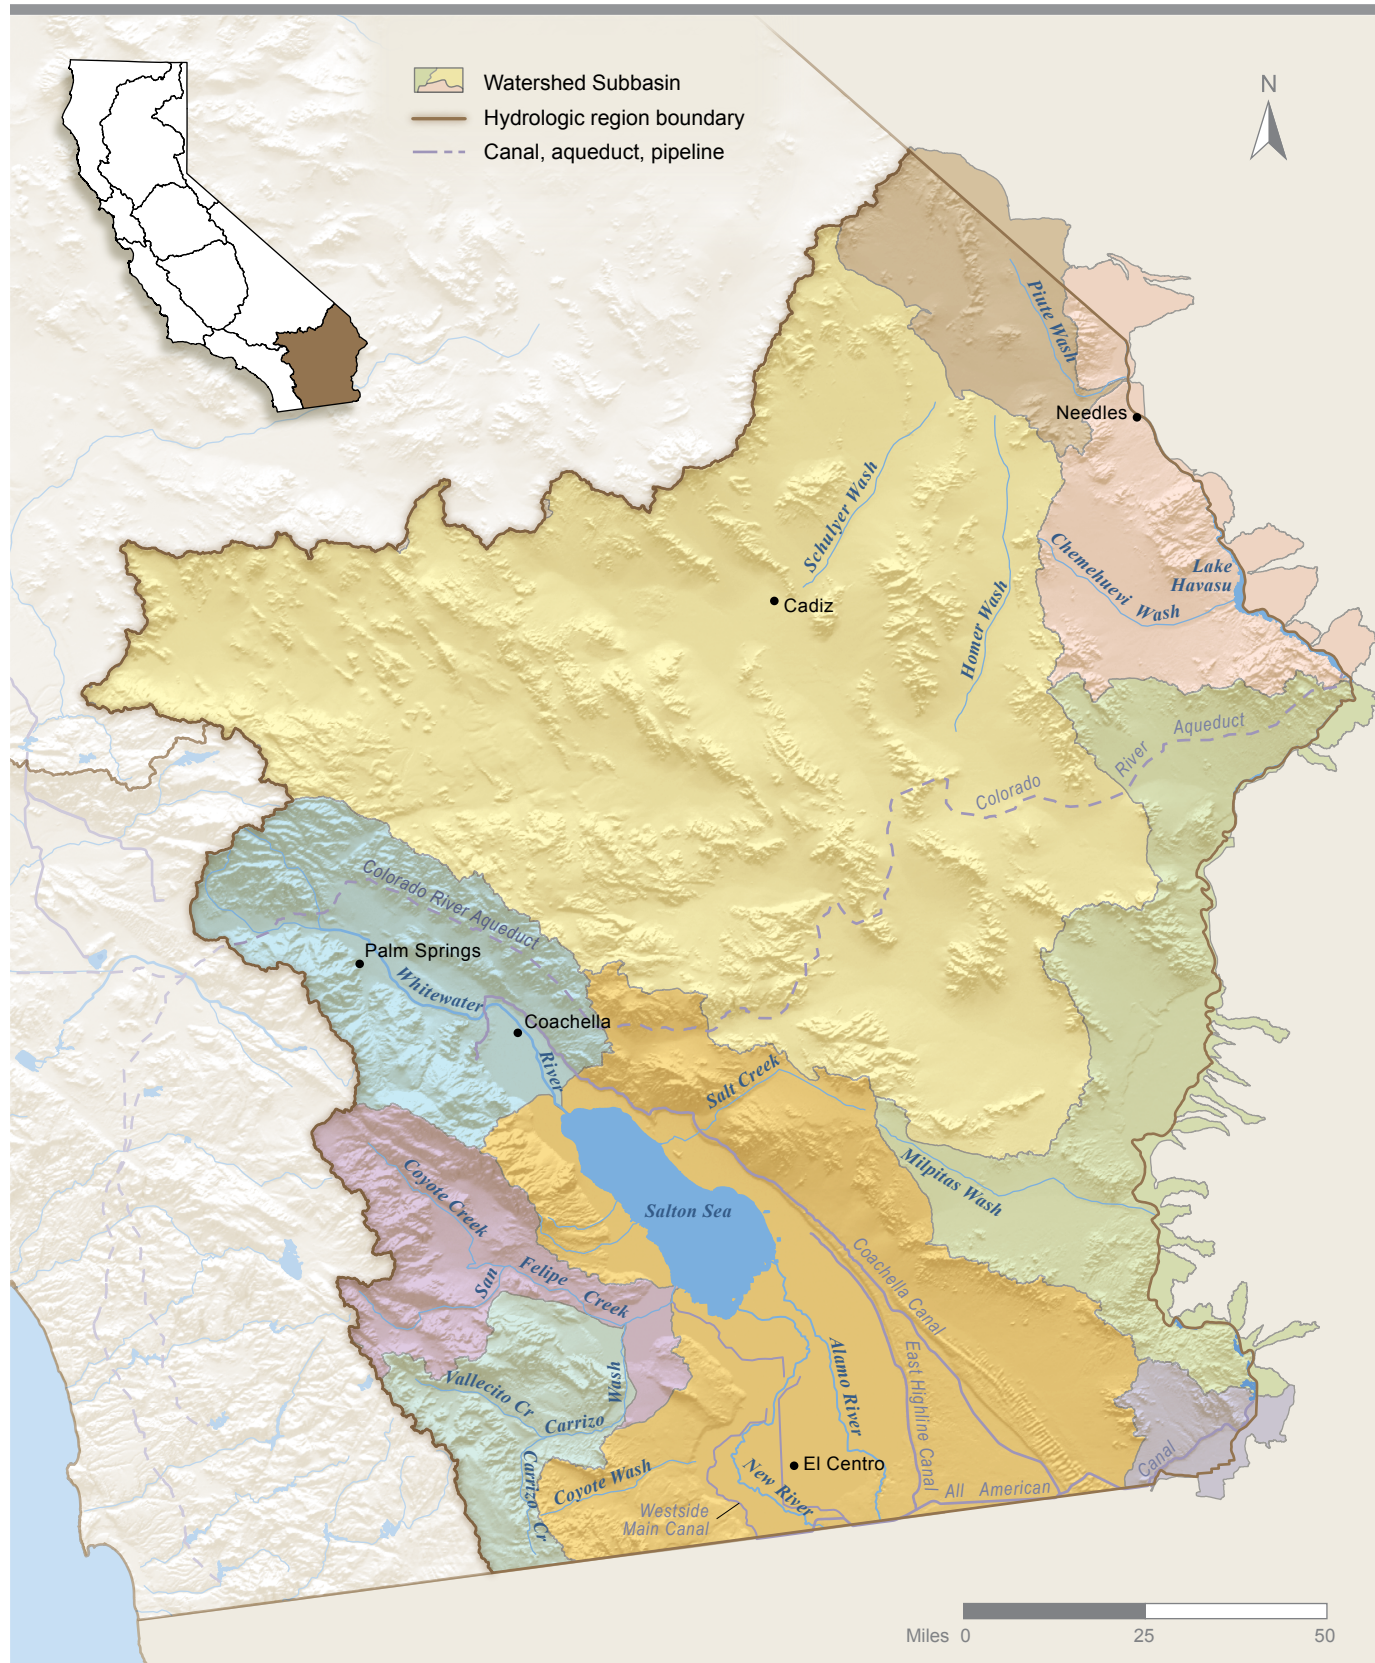 Watershed Subbasin
Hydrologic region boundary
Canal, aqueduct, pipeline
N
Piute Wash
Needles
Schulyer Wash
Homer Wash
Chemehuevi Wash
Lake
Havasu
Cadiz
Colorado River Aqueduct
Colorado River Aqueduct
Palm Springs
Whitewater River
Coachella
Salt Creek
Milpitas Wash
Salton Sea
Coyote Creek
San Felipe Creek
Coachella Canal
East Highline Canal
Alamo River
Vallecito Cr
Carrizo Wash
Carrizo Cr
Coyote Wash
New River
El Centro
Westside
Main Canal
All American Canal
Miles 0 25 50